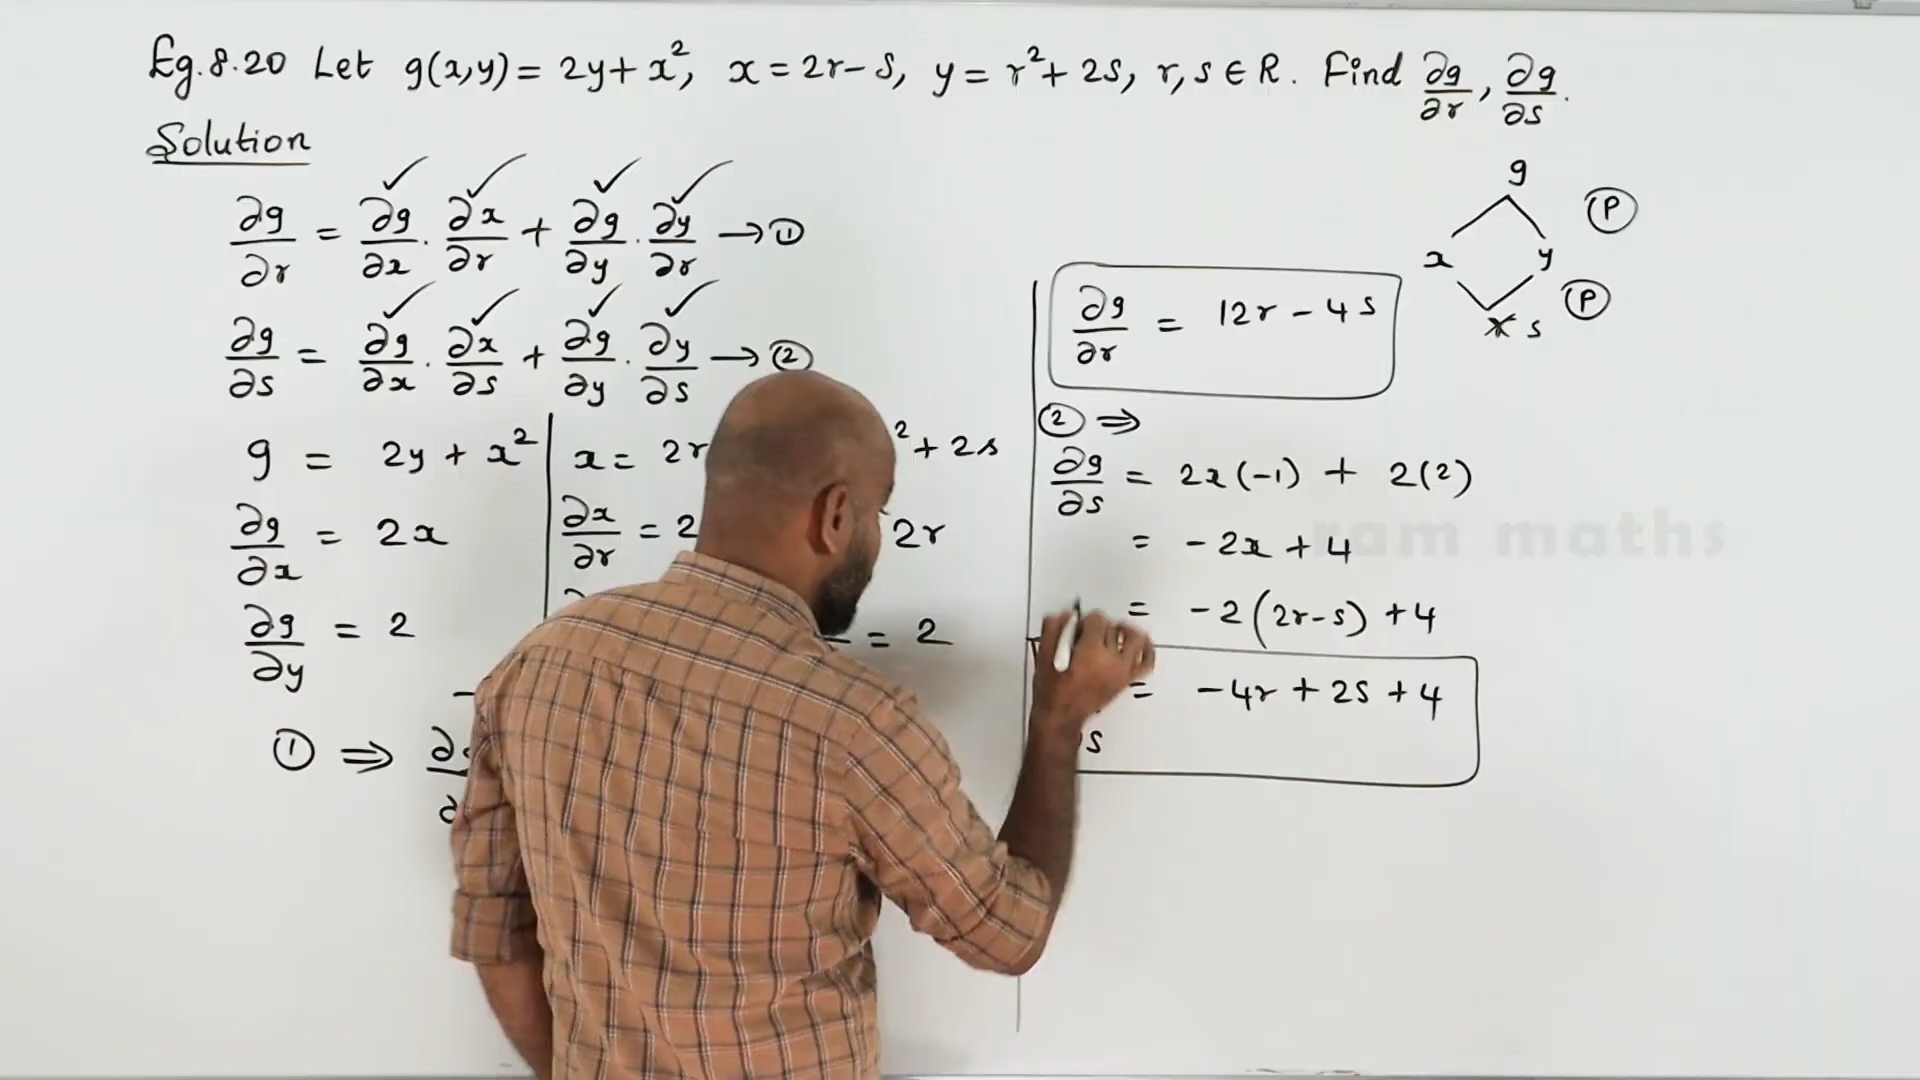 Eg.8.20 Let g(x,y) = 2y + x², x = 2r - s, y = r² + 2s, r,s ∈ R. Find ∂g/∂r, ∂g/∂s.
Solution
∂g/∂r = ∂g/∂x . ∂x/∂r + ∂g/∂y . ∂y/∂r → ①
∂g/∂s = ∂g/∂x . ∂x/∂s + ∂g/∂y . ∂y/∂s → ②
g = 2y + x²
∂g/∂x = 2x
∂g/∂y = 2
x = 2r
∂x/∂r = 2
² + 2s
2r
= 2
① ⇒
∂g/∂r = 12r - 4s
② ⇒
∂g/∂s = 2x(-1) + 2(2)
= -2x + 4
= -2(2r-s) + 4
= -4r + 2s + 4
s
g
P
x y
P
s
ram maths